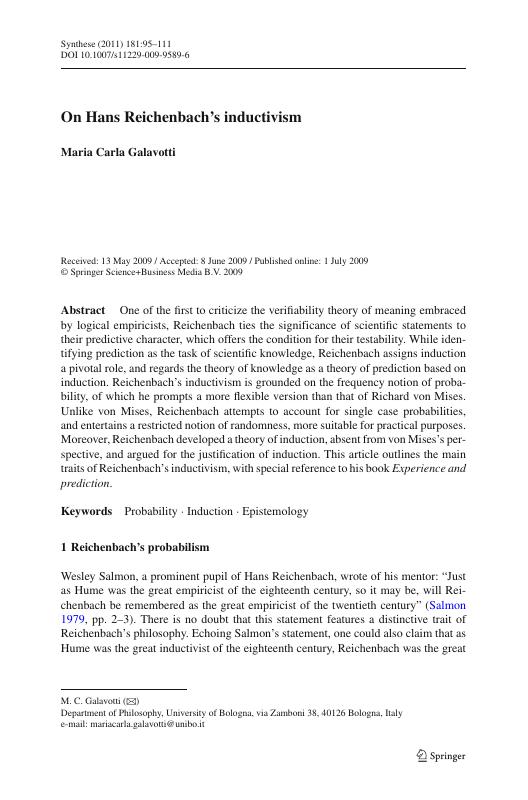 Synthese (2011) 181:95–111
DOI 10.1007/s11229-009-9589-6
On Hans Reichenbach's inductivism
Maria Carla Galavotti
Received: 13 May 2009 / Accepted: 8 June 2009 / Published online: 1 July 2009
© Springer Science+Business Media B.V. 2009
Abstract One of the first to criticize the verifiability theory of meaning embraced
by logical empiricists, Reichenbach ties the significance of scientific statements to
their predictive character, which offers the condition for their testability. While iden-
tifying prediction as the task of scientific knowledge, Reichenbach assigns induction
a pivotal role, and regards the theory of knowledge as a theory of prediction based on
induction. Reichenbach's inductivism is grounded on the frequency notion of proba-
bility, of which he prompts a more flexible version than that of Richard von Mises.
Unlike von Mises, Reichenbach attempts to account for single case probabilities,
and entertains a restricted notion of randomness, more suitable for practical purposes.
Moreover, Reichenbach developed a theory of induction, absent from von Mises's per-
spective, and argued for the justification of induction. This article outlines the main
traits of Reichenbach's inductivism, with special reference to his book Experience and
prediction.
Keywords Probability · Induction · Epistemology
1 Reichenbach's probabilism
Wesley Salmon, a prominent pupil of Hans Reichenbach, wrote of his mentor: “Just
as Hume was the great empiricist of the eighteenth century, so it may be, will Rei-
chenbach be remembered as the great empiricist of the twentieth century” (Salmon
1979, pp. 2–3). There is no doubt that this statement features a distinctive trait of
Reichenbach's philosophy. Echoing Salmon's statement, one could also claim that as
Hume was the great inductivist of the eighteenth century, Reichenbach was the great
M. C. Galavotti (✉)
Department of Philosophy, University of Bologna, via Zamboni 38, 40126 Bologna, Italy
e-mail: mariacarla.galavotti@unibo.it
Springer